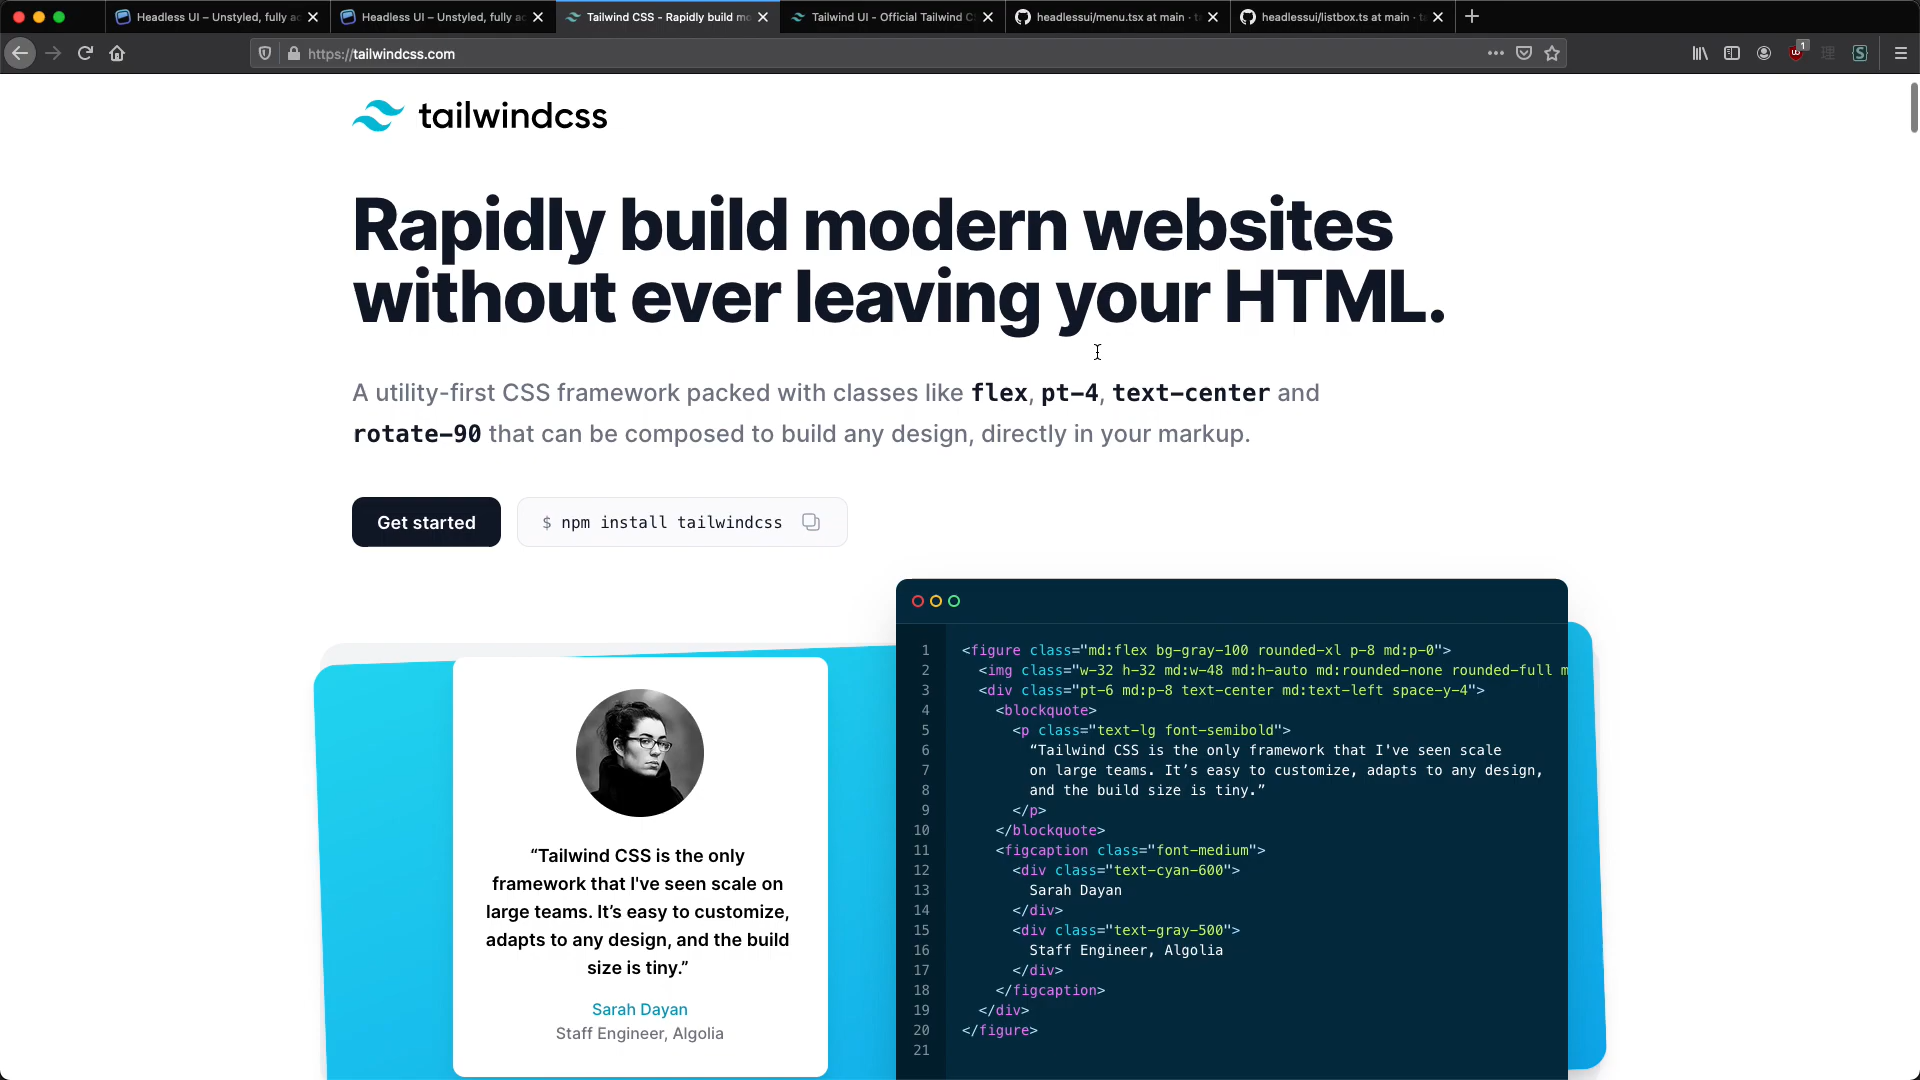 Headless UI – Unstyled, fully ac
Headless UI – Unstyled, fully ac
Tailwind CSS - Rapidly build mo
Tailwind UI - Official Tailwind C
headlessui/menu.tsx at main · t
headlessui/listbox.ts at main · ta
https://tailwindcss.com
1
tailwindcss
Rapidly build modern websites
without ever leaving your HTML.
A utility-first CSS framework packed with classes like flex, pt-4, text-center and
rotate-90 that can be composed to build any design, directly in your markup.
Get started
$ npm install tailwindcss
“Tailwind CSS is the only
framework that I've seen scale on
large teams. It’s easy to customize,
adapts to any design, and the build
size is tiny.”
Sarah Dayan
Staff Engineer, Algolia
1 <figure class="md:flex bg-gray-100 rounded-xl p-8 md:p-0">
2 <img class="w-32 h-32 md:w-48 md:h-auto md:rounded-none rounded-full m
3 <div class="pt-6 md:p-8 text-center md:text-left space-y-4">
4 <blockquote>
5 <p class="text-lg font-semibold">
6 “Tailwind CSS is the only framework that I've seen scale
7 on large teams. It’s easy to customize, adapts to any design,
8 and the build size is tiny.”
9 </p>
10 </blockquote>
11 <figcaption class="font-medium">
12 <div class="text-cyan-600">
13 Sarah Dayan
14 </div>
15 <div class="text-gray-500">
16 Staff Engineer, Algolia
17 </div>
18 </figcaption>
19 </div>
20 </figure>
21